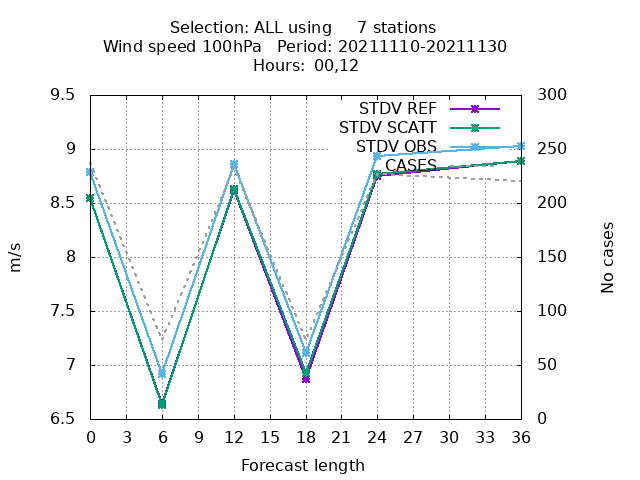 Selection: ALL using     7 stations
Wind speed 100hPa   Period: 20211110-20211130
Hours:  00,12
9.5 300
STDV REF
STDV SCATT
9 STDV OBS 250
CASES
8.5 200
8 150
m/s No cases
7.5 100
7 50
6.5 0
0 3 6 9 12 15 18 21 24 27 30 33 36
Forecast length